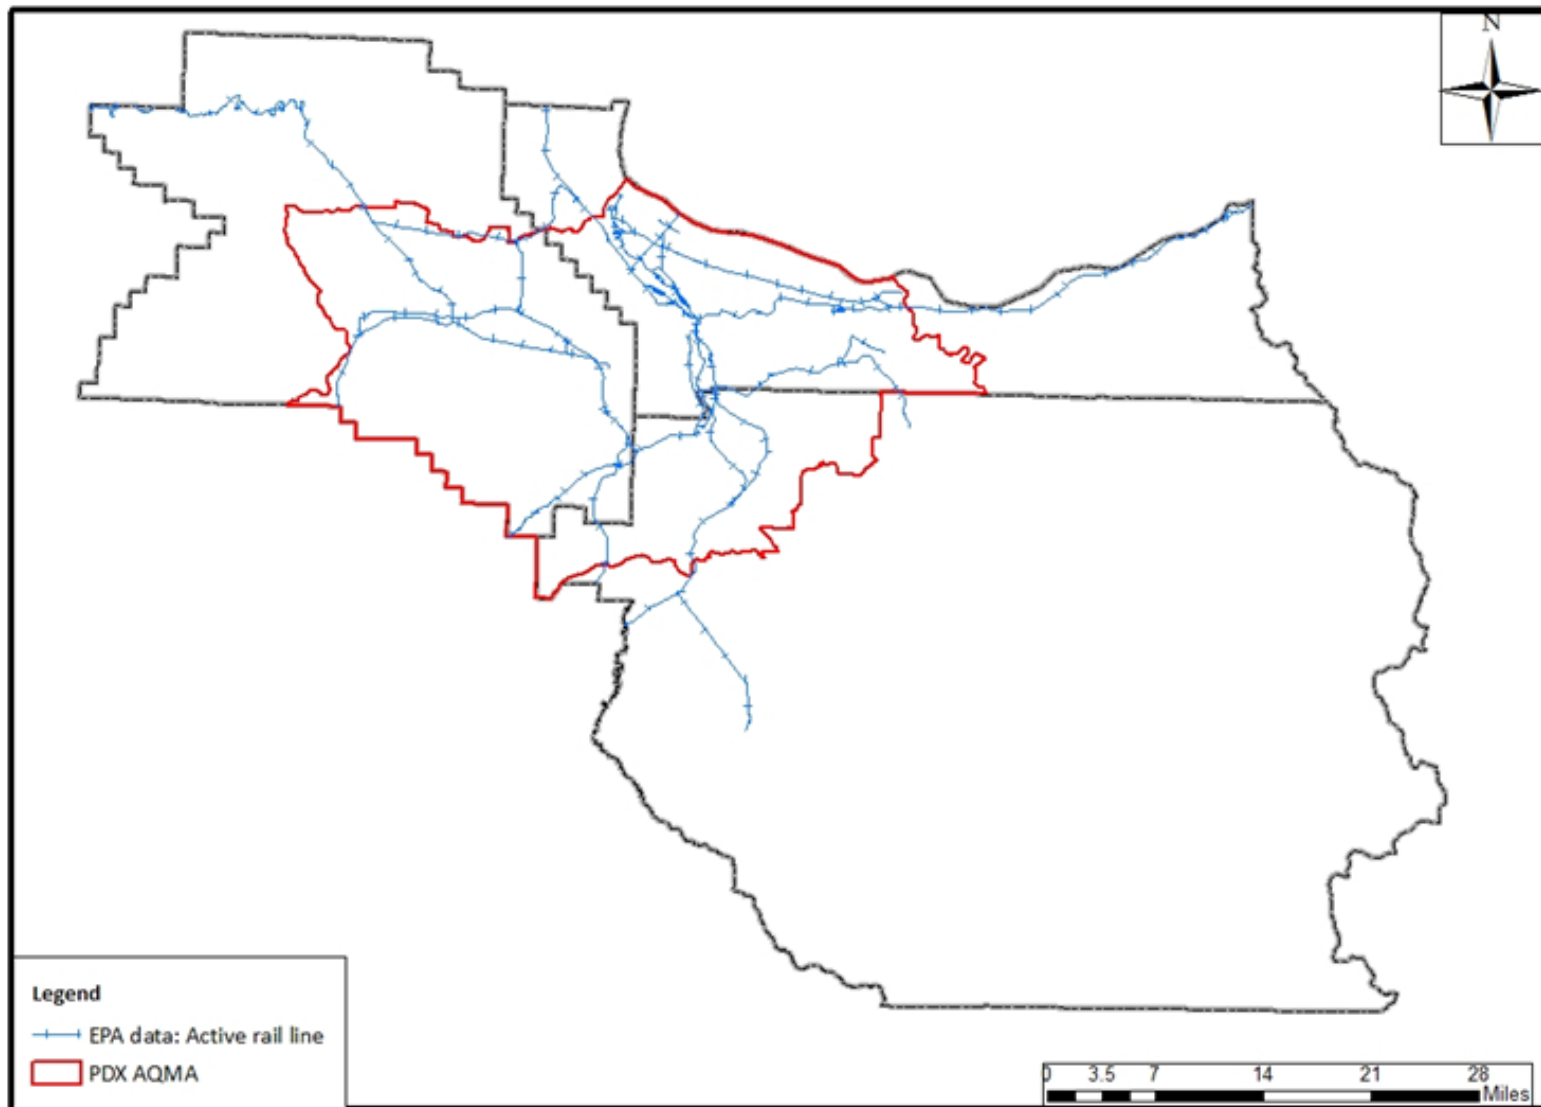 N
Legend
EPA data: Active rail line
PDX AQMA
0 3.5 7 14 21 28
Miles